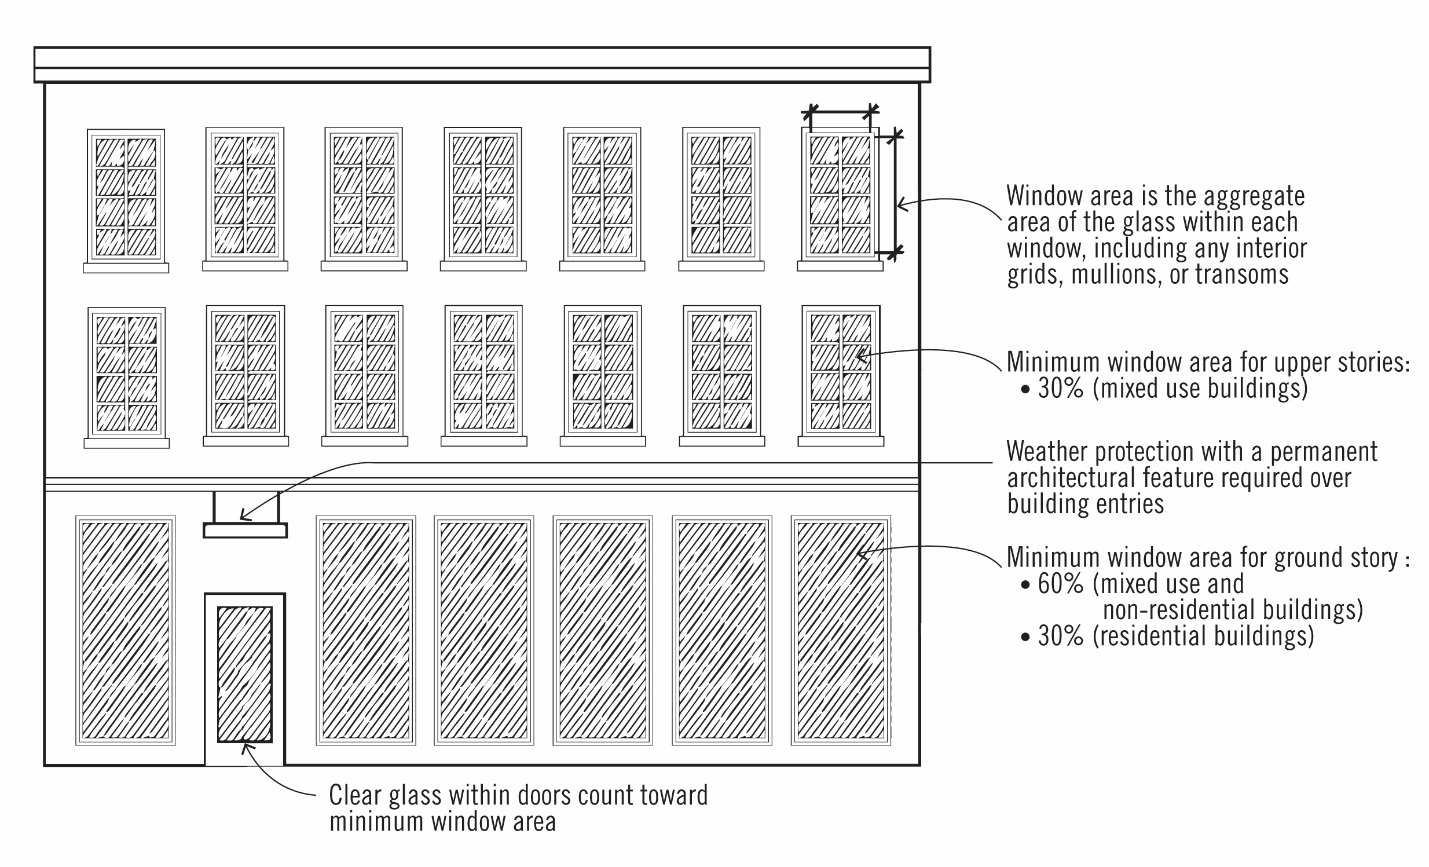 Window area is the aggregate
area of the glass within each
window, including any interior
grids, mullions, or transoms
Minimum window area for upper stories:
• 30% (mixed use buildings)
Weather protection with a permanent
architectural feature required over
building entries
Minimum window area for ground story :
• 60% (mixed use and
non-residential buildings)
• 30% (residential buildings)
Clear glass within doors count toward
minimum window area